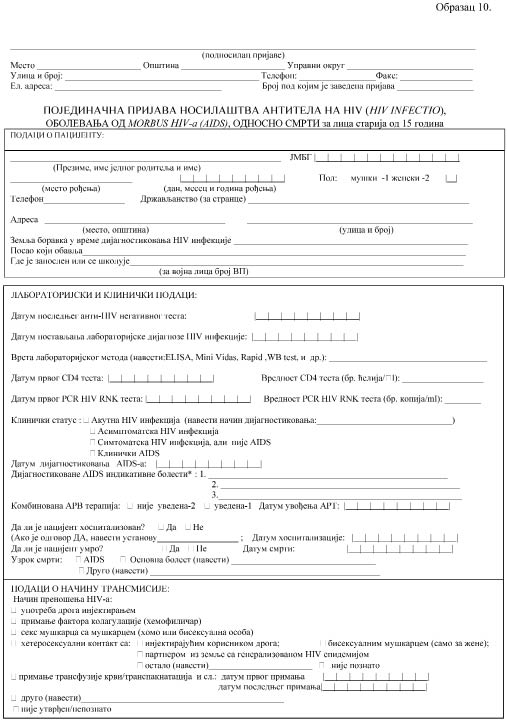 Образац 10.
(подносилац пријаве)
Место Општина Управни округ
Улица и број: Телефон: Факс:
Ел. адреса: Број под којим је заведена пријава
ПОЈЕДИНАЧНА ПРИЈАВА НОСИЛАШТВА АНТИТЕЛА НА HIV (HIV INFECTIO),
ОБОЛЕВАЊА ОД MORBUS HIV-a (AIDS), ОДНОСНО СМРТИ за лица старија од 15 година
ПОДАЦИ О ПАЦИЈЕНТУ:
ЈМБГ
(Презиме, име једног родитеља и име)
Пол: мушки -1 женски -2
(место рођења) (дан, месец и година рођења)
Телефон Држављанство (за странце)
Адреса
(место, општина) (улица и број)
Земља боравка у време дијагностиковања HIV инфекције
Посао који обавља
Где је запослен или се школује
(за војна лица број ВП)
ЛАБОРАТОРИЈСКИ И КЛИНИЧКИ ПОДАЦИ:
Датум последњег анти-HIV негативног теста:
Датум постављања лабораторијске дијагнозе HIV инфекције:
Врста лабораторијског метода (навести:ELISA, Mini Vidas, Rapid ,WB test, и др.):
Датум првог CD4 теста: Вредност CD4 теста (бр. ћелија/□l):
Датум првог PCR HIV RNK теста: Вредност PCR HIV RNK теста (бр. копија/ml):
Клинички статус : □ Акутна HIV инфекција (навести начин дијагностиковања:)
□ Асимптоматска HIV инфекција
□ Симтоматска HIV инфекција, али није AIDS
□ Клинички AIDS
Датум дијагностиковања AIDS-a:
Дијагностиковане AIDS индикативне болести* : 1.
2.
3.
Комбинована АРВ терапија: □ није уведена-2 □ уведена-1 Датум увођења АРТ:
Да ли је пацијент хоспитализован? □ Да □ Не
(Ако је одговор ДА, навести установу ; Датум хоспитализације:
Да ли је пацијент умро? □ Да □ Не Датум смрти:
Узрок смрти: □ AIDS □ Основна болест (навести)
□ Друго (навести)
ПОДАЦИ О НАЧИНУ ТРАНСМИСИЈЕ:
Начин преношења HIV-a:
□ употреба дрога инјектирањем
□ примање фактора коагулације (хемофиличар)
□ секс мушкарца са мушкарцем (хомо или бисексуална особа)
□ хетеросексуални контакт са: □ инјектирајућим корисником дрога; □ бисексуалним мушкарцем (само за жене);
□ партнером из земље са генерализованом HIV епидемијом
□ остало (навести) □ није познато
□ примање трансфузије крви/транспакнатација и сл.: датум првог примања
датум последњег примања
□ друго (навести)
□ није утврђен/непознато